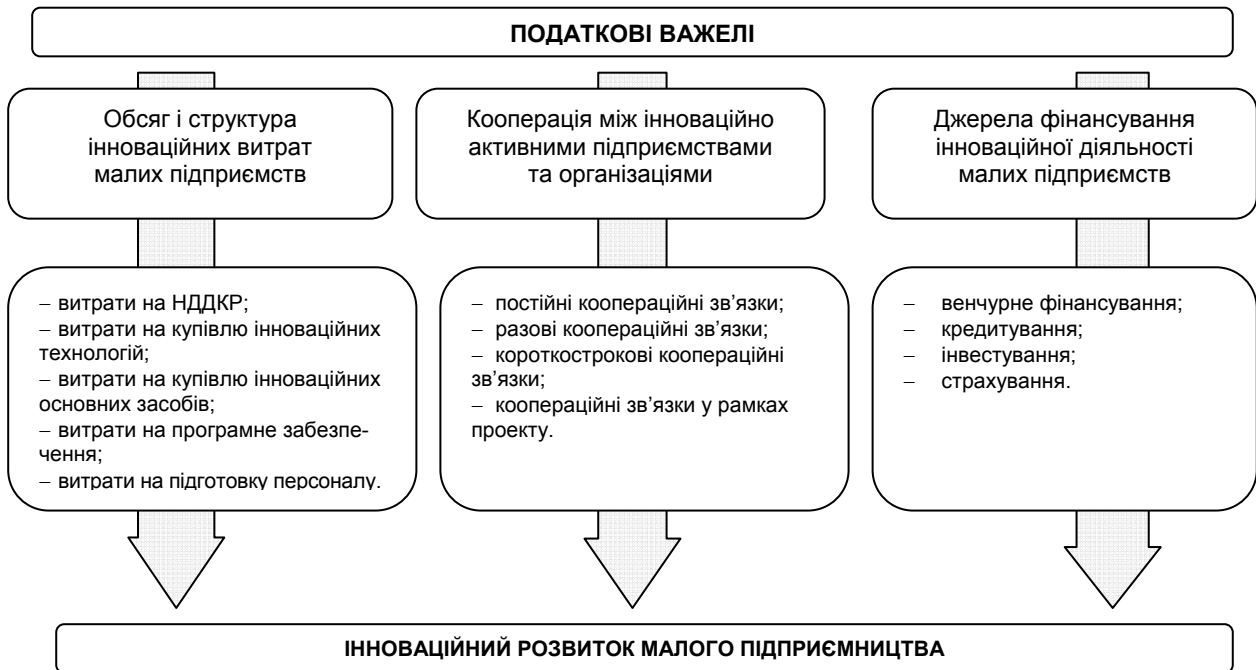 ПОДАТКОВІ ВАЖЕЛІ
Обсяг і структура
інноваційних витрат
малих підприємств
Кооперація між інноваційно
активними підприємствами
та організаціями
Джерела фінансування
інноваційної діяльності
малих підприємств
– витрати на НДДКР;
– витрати на купівлю інноваційних
технологій;
– витрати на купівлю інноваційних
основних засобів;
– витрати на програмне забезпе-
чення;
– витрати на підготовку персоналу.
– постійні коопераційні зв’язки;
– разові коопераційні зв’язки;
– короткострокові коопераційні
зв’язки;
– коопераційні зв’язки у рамках
проекту.
– венчурне фінансування;
– кредитування;
– інвестування;
– страхування.
ІННОВАЦІЙНИЙ РОЗВИТОК МАЛОГО ПІДПРИЄМНИЦТВА